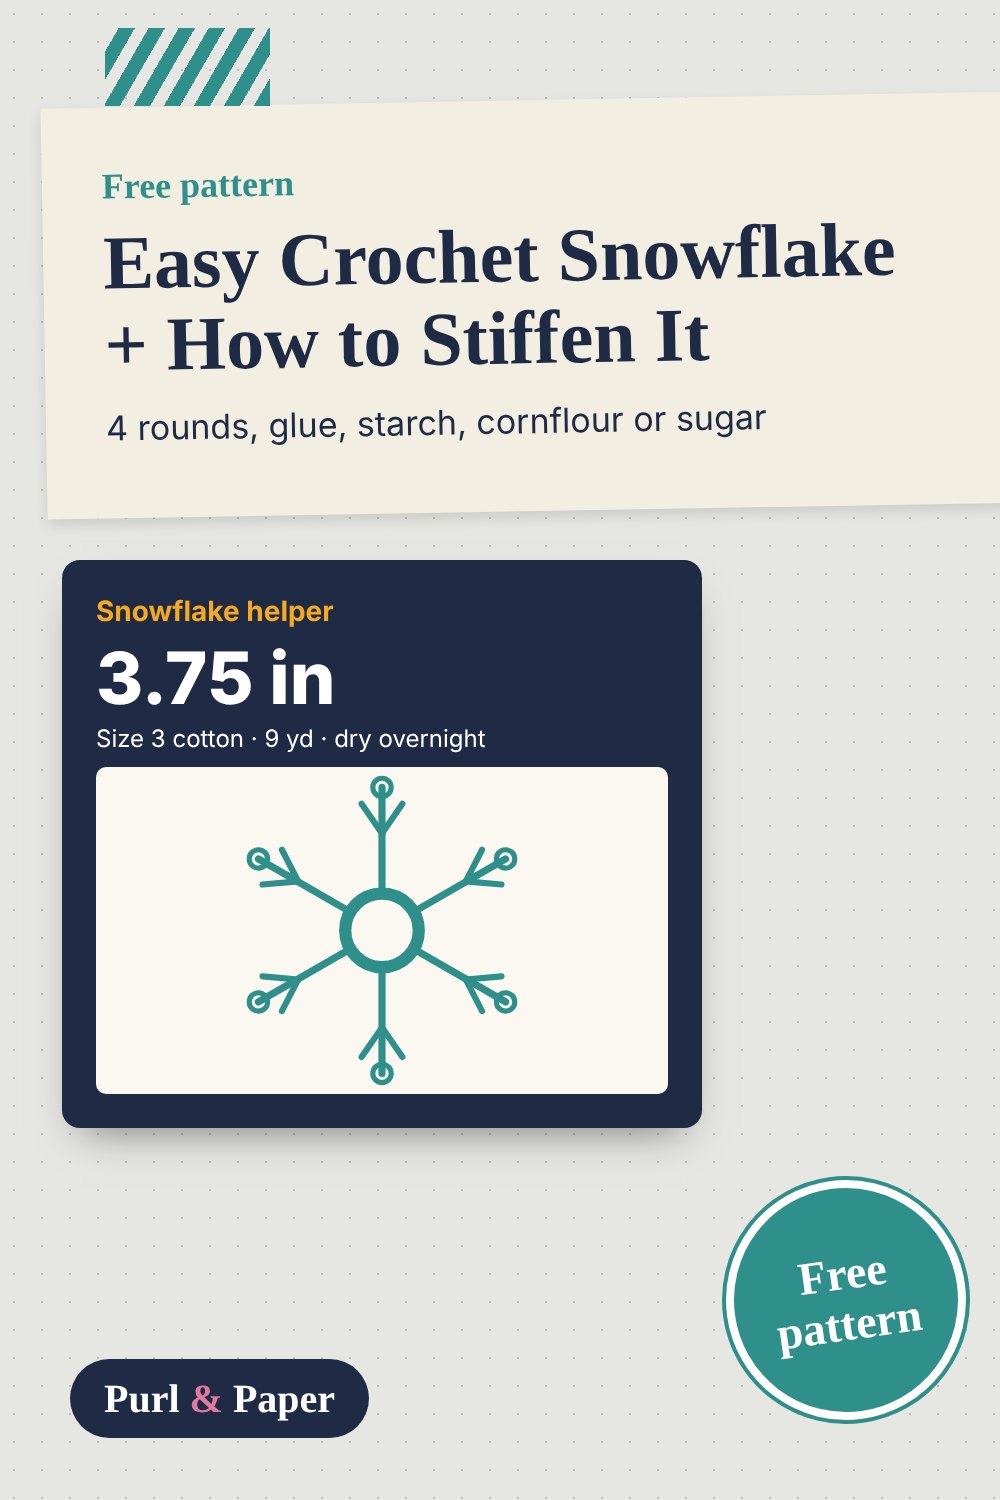 Free pattern
Easy Crochet Snowflake
+ How to Stiffen It
4 rounds, glue, starch, cornflour or sugar
Snowflake helper
3.75 in
Size 3 cotton · 9 yd · dry overnight
Free
pattern
Purl & Paper